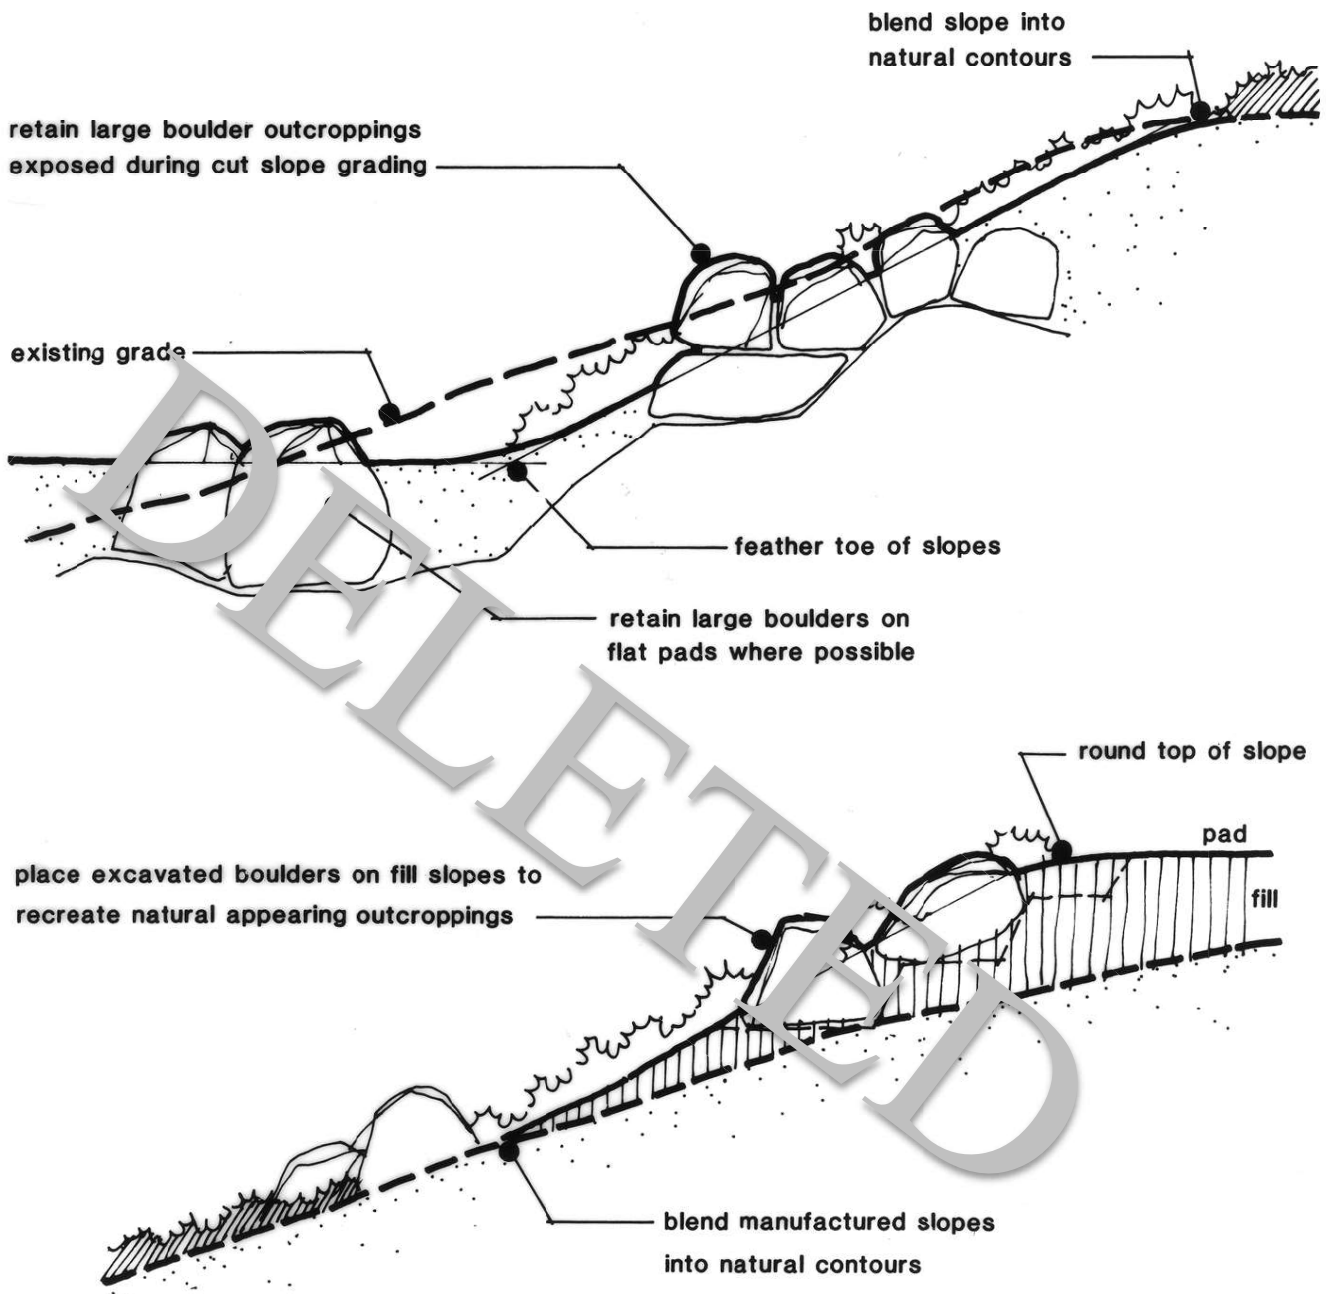 blend slope into
natural contours
retain large boulder outcroppings
exposed during cut slope grading
existing grade
feather toe of slopes
retain large boulders on
flat pads where possible
DELETED
round top of slope
pad
fill
place excavated boulders on fill slopes to
recreate natural appearing outcroppings
blend manufactured slopes
into natural contours